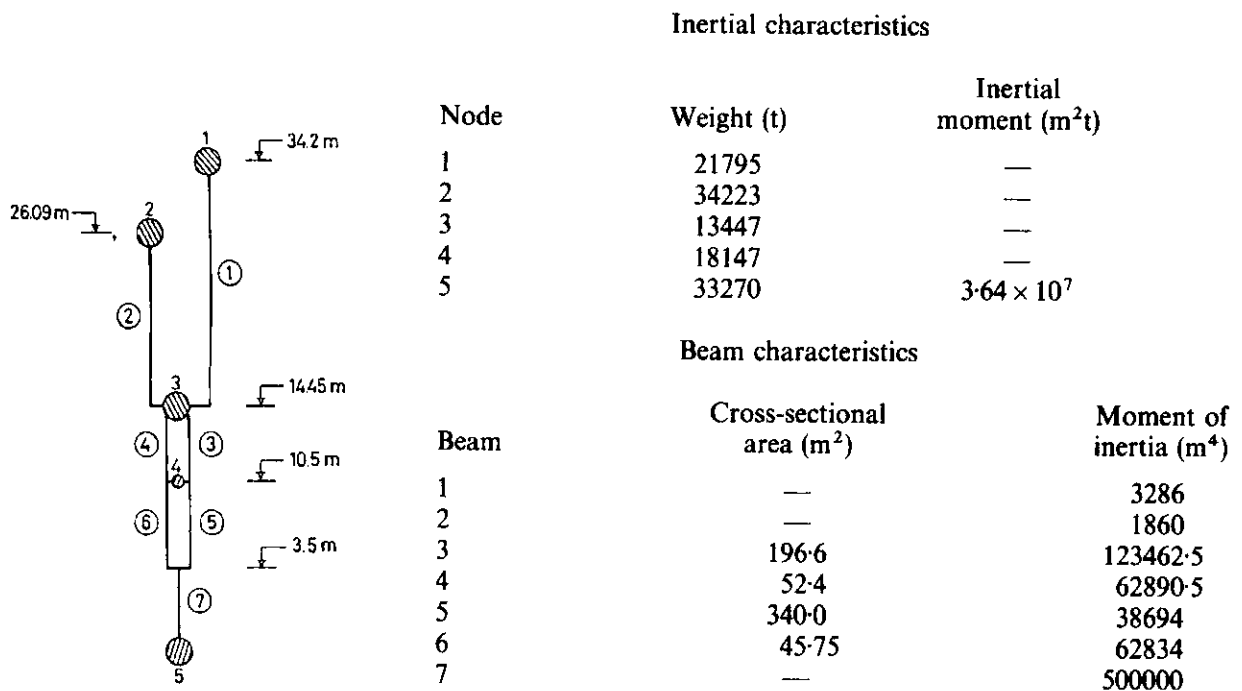 Inertial characteristics
Node Weight (t) Inertial moment (m²t)
1 21795 —
2 34223 —
3 13447 —
4 18147 —
5 33270 3·64 × 10⁷
Beam characteristics
Beam Cross-sectional area (m²) Moment of inertia (m⁴)
1 — 3286
2 — 1860
3 196·6 123462·5
4 52·4 62890·5
5 340·0 38694
6 45·75 62834
7 — 500000
1
34.2 m
26.09 m
2
①
②
3
14.45 m
④ ③
4
10.5 m
⑥ ⑤
3.5 m
⑦
5